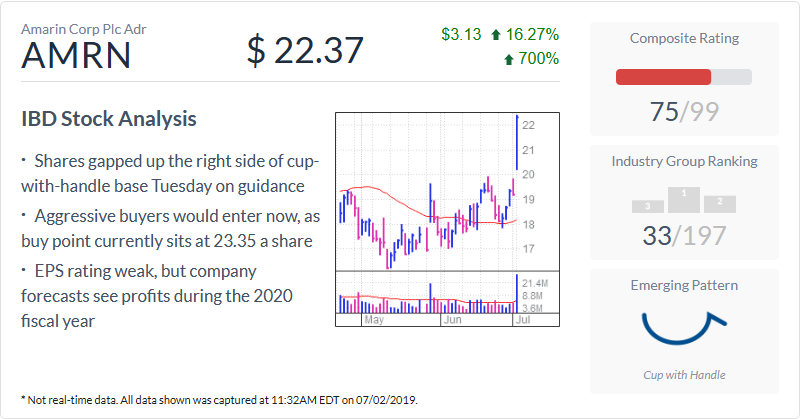 Amarin Corp Plc Adr
AMRN
$ 22.37
$3.13 16.27%
700%
IBD Stock Analysis
· Shares gapped up the right side of cup-
with-handle base Tuesday on guidance
· Aggressive buyers would enter now, as
buy point currently sits at 23.35 a share
· EPS rating weak, but company
forecasts see profits during the 2020
fiscal year
22
21
20
19
18
17
21.4M
8.8M
3.6M
May Jun Jul
Composite Rating
75/99
Industry Group Ranking
3 1 2
33/197
Emerging Pattern
Cup with Handle
* Not real-time data. All data shown was captured at 11:32AM EDT on 07/02/2019.